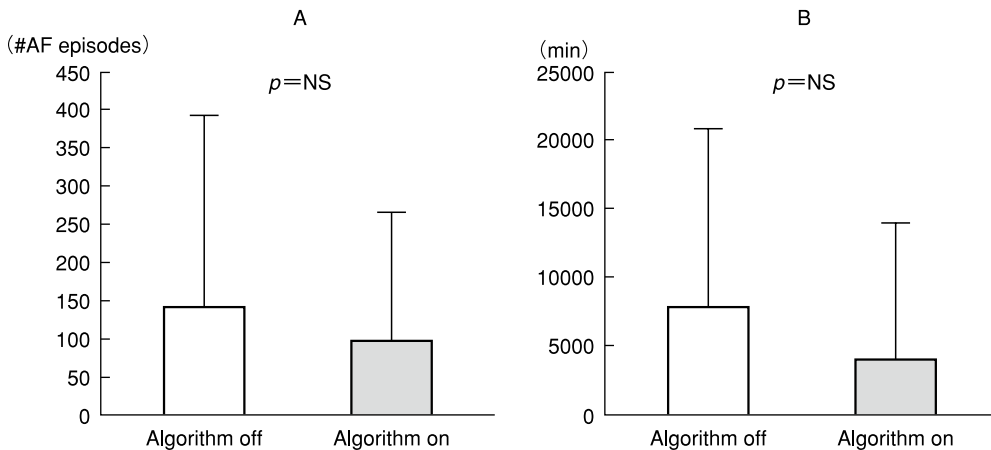 A
(#AF episodes)
p=NS
450
400
350
300
250
200
150
100
50
0
Algorithm off
Algorithm on
B
(min)
p=NS
25000
20000
15000
10000
5000
0
Algorithm off
Algorithm on